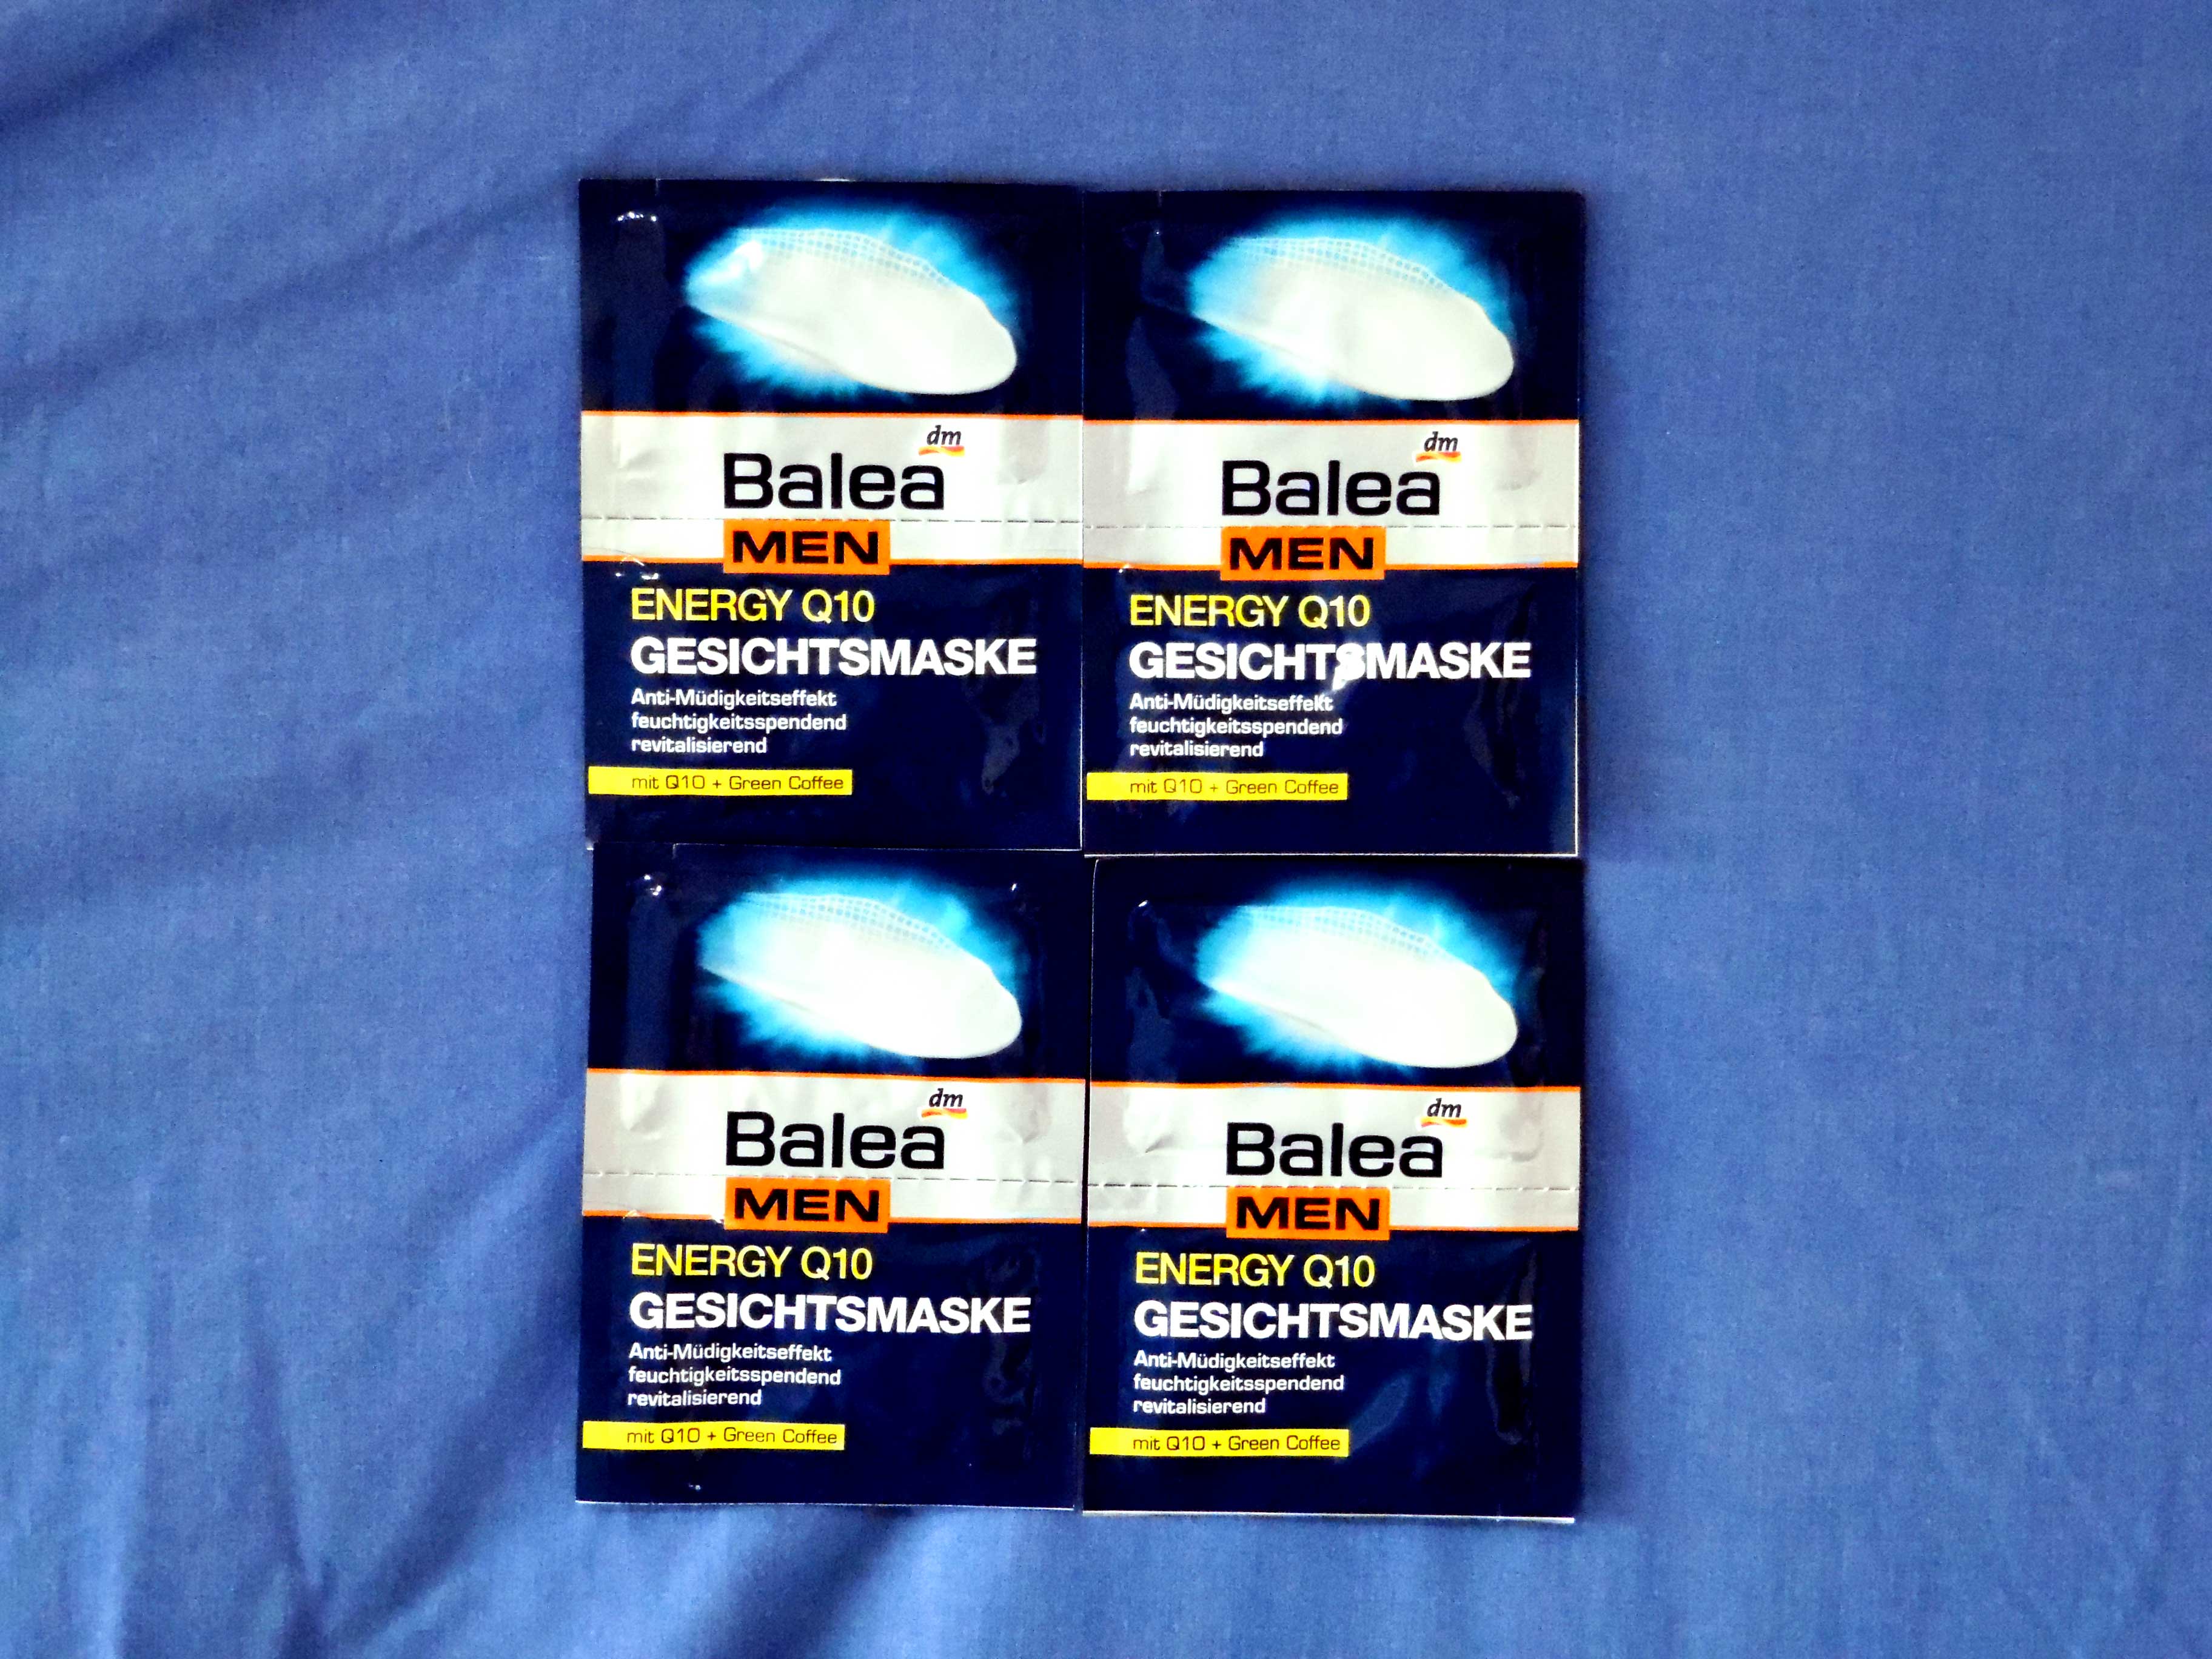 dm
Balea
MEN
ENERGY Q10
GESICHTSMASKE
Anti-Müdigkeitseffekt
feuchtigkeitsspendend
revitalisierend
mit Q10 + Green Coffee
dm
Balea
MEN
ENERGY Q10
GESICHTSMASKE
Anti-Müdigkeitseffekt
feuchtigkeitsspendend
revitalisierend
mit Q10 + Green Coffee
dm
Balea
MEN
ENERGY Q10
GESICHTSMASKE
Anti-Müdigkeitseffekt
feuchtigkeitsspendend
revitalisierend
mit Q10 + Green Coffee
dm
Balea
MEN
ENERGY Q10
GESICHTSMASKE
Anti-Müdigkeitseffekt
feuchtigkeitsspendend
revitalisierend
mit Q10 + Green Coffee